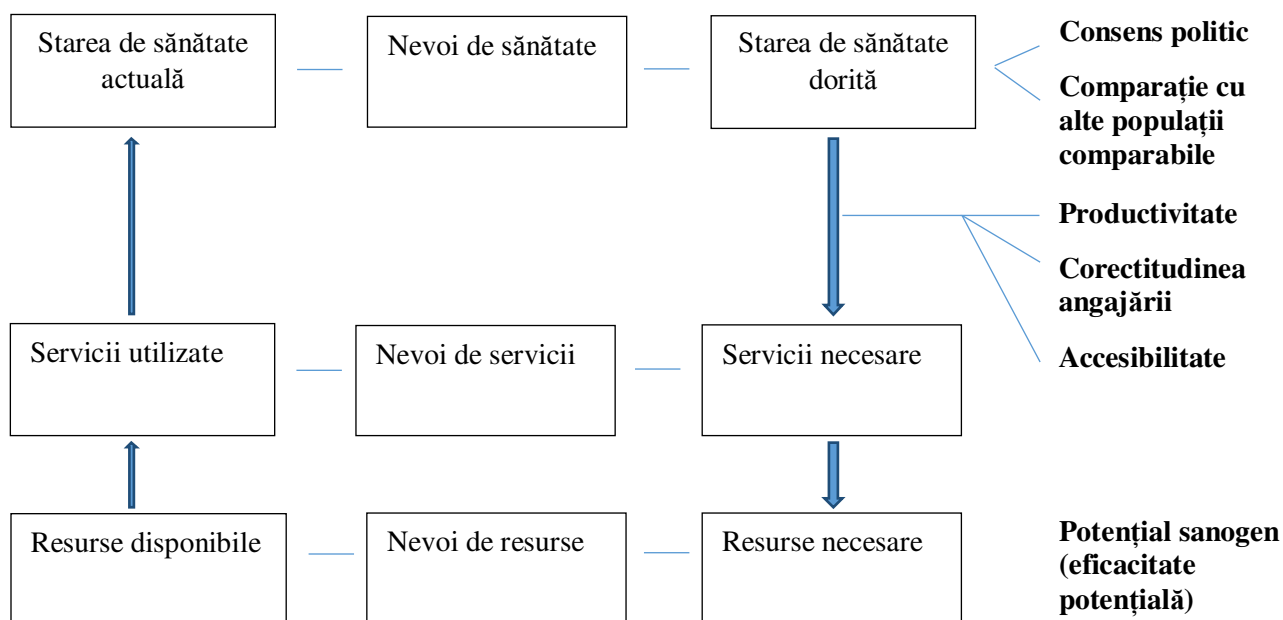 Starea de sănătate
actuală
Nevoi de sănătate
Starea de sănătate
dorită
Consens politic
Comparație cu
alte populații
comparabile
Productivitate
Corectitudinea
angajării
Servicii utilizate
Nevoi de servicii
Servicii necesare
Accesibilitate
Resurse disponibile
Nevoi de resurse
Resurse necesare
Potențial sanogen
(eficacitate
potențială)